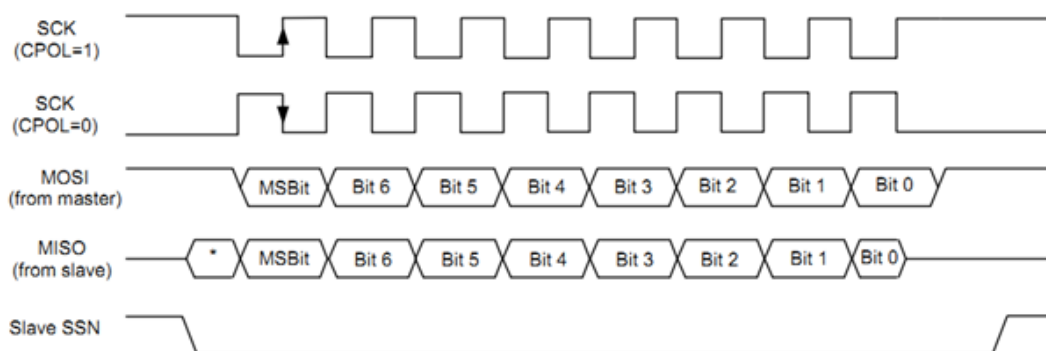 SCK
(CPOL=1)
SCK
(CPOL=0)
MOSI
(from master)
MSBit Bit 6 Bit 5 Bit 4 Bit 3 Bit 2 Bit 1 Bit 0
MISO
(from slave)
* MSBit Bit 6 Bit 5 Bit 4 Bit 3 Bit 2 Bit 1 Bit 0
Slave SSN